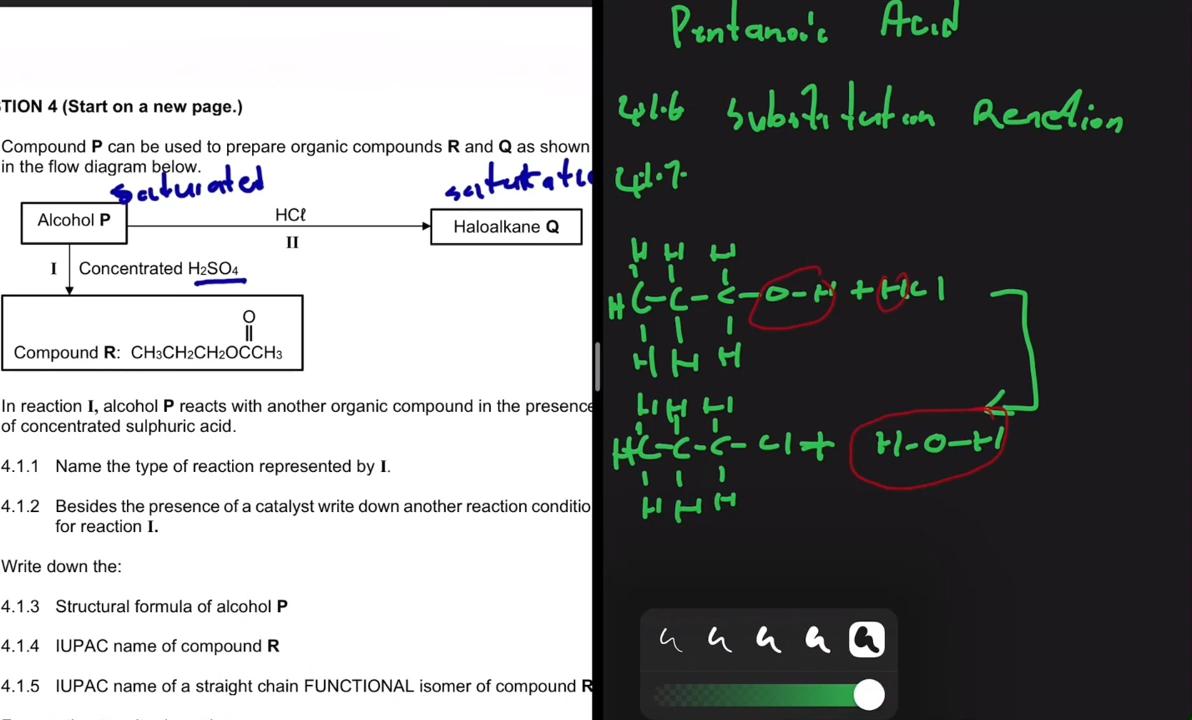 TION 4 (Start on a new page.)
Compound P can be used to prepare organic compounds R and Q as shown
in the flow diagram below.
saturated
Alcohol P
HCℓ
II
Haloalkane Q
I Concentrated H2SO4
O
||
Compound R: CH3CH2CH2OCCH3
In reaction I, alcohol P reacts with another organic compound in the presence
of concentrated sulphuric acid.
4.1.1 Name the type of reaction represented by I.
4.1.2 Besides the presence of a catalyst write down another reaction conditio
for reaction I.
Write down the:
4.1.3 Structural formula of alcohol P
4.1.4 IUPAC name of compound R
4.1.5 IUPAC name of a straight chain FUNCTIONAL isomer of compound R
Pentanoic Acid
4.1.6 Substitution Reaction
4.1.7
H H H
H C-C-C-O-H + HCl
H H H
H H H
HC-C-C-Cl + H-O-H
H H H